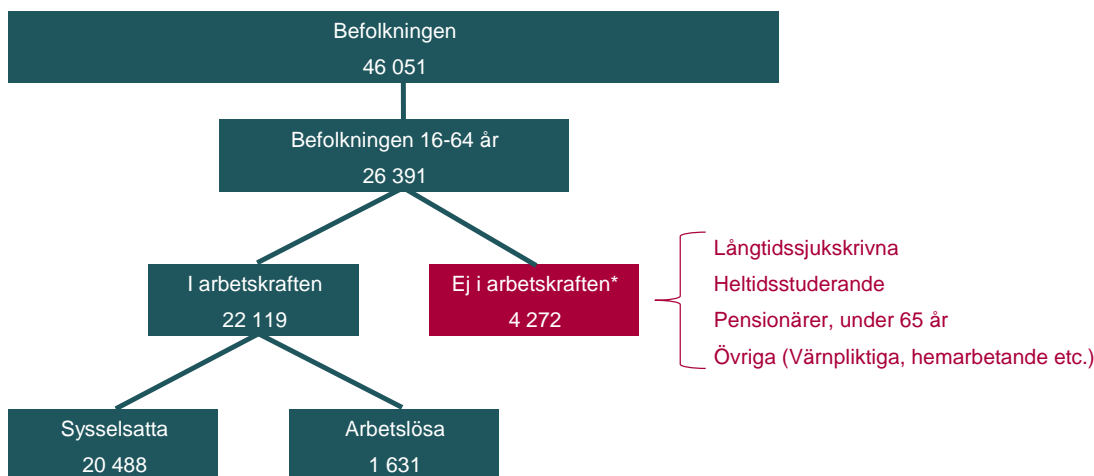 Befolkningen
46 051
Befolkningen 16-64 år
26 391
I arbetskraften
22 119
Ej i arbetskraften*
4 272
Långtidssjukskrivna
Heltidsstuderande
Pensionärer, under 65 år
Övriga (Värnpliktiga, hemarbetande etc.)
Sysselsatta
20 488
Arbetslösa
1 631